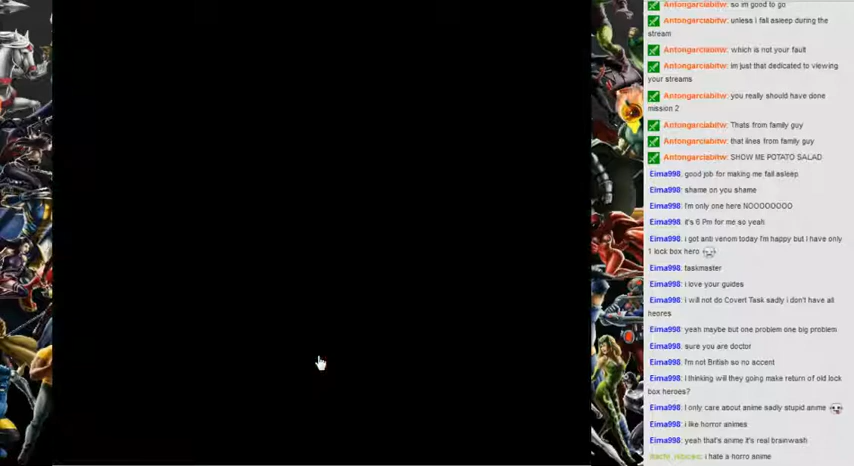 Antongarciabitw: so im good to go
Antongarciabitw: unless i fall asleep during the
stream
Antongarciabitw: which is not your fault
Antongarciabitw: im just that dedicated to viewing
your streams
Antongarciabitw: you really should have done
mission 2
Antongarciabitw: Thats from family guy
Antongarciabitw: that lines from family guy
Antongarciabitw: SHOW ME POTATO SALAD
Eima998: good job for making me fall asleep
Eima998: shame on you shame
Eima998: I'm only one here NOOOOOOOO
Eima998: it's 6 Pm for me so yeah
Eima998: i got anti venom today I'm happy but i have only
1 lock box hero
Eima998: taskmaster
Eima998: i love your guides
Eima998: i will not do Covert Task sadly i don't have all
heores
Eima998: yeah maybe but one problem one big problem
Eima998: sure you are doctor
Eima998: I'm not British so no accent
Eima998: I thinking will they going make return of old lock
box heroes?
Eima998: I only care about anime sadly stupid anime
Eima998: i like horror animes
Eima998: yeah that's anime it's real brainwash
i hate a horro anime